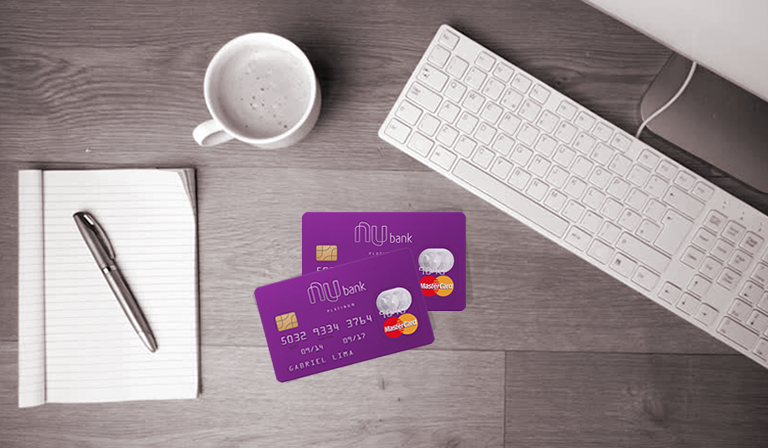 nu bank
MasterCard
nu bank
PLATINUM
5032 9334 3764
09/14 09/17
GABRIEL LIMA
MasterCard